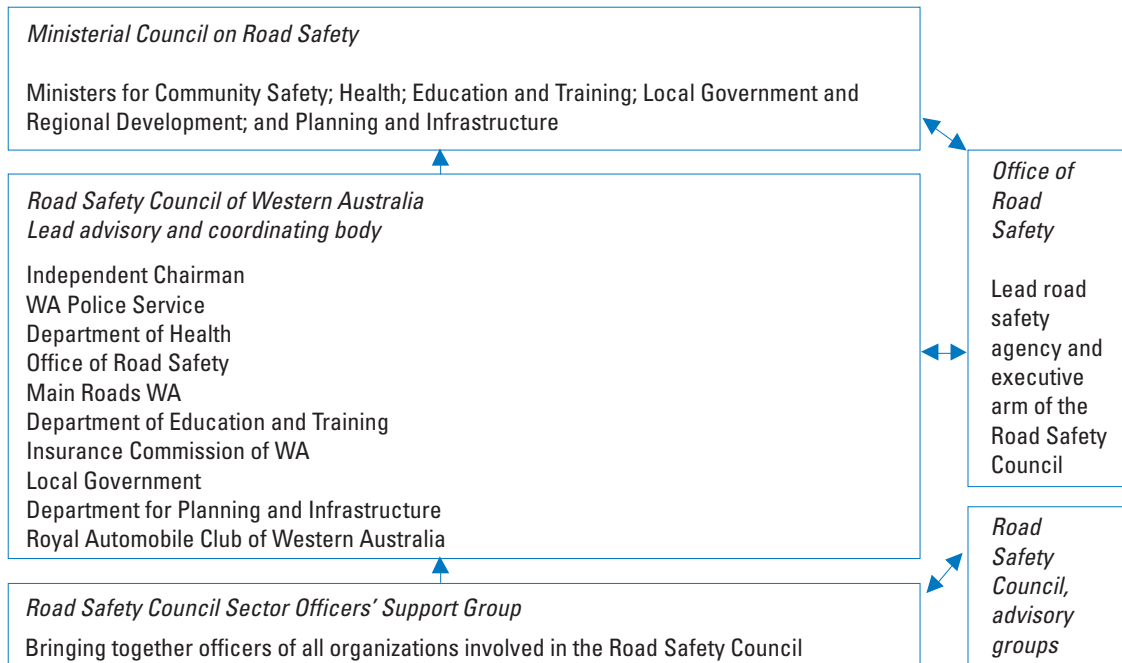 Ministerial Council on Road Safety
Ministers for Community Safety; Health; Education and Training; Local Government and
Regional Development; and Planning and Infrastructure
Road Safety Council of Western Australia
Lead advisory and coordinating body
Independent Chairman
WA Police Service
Department of Health
Office of Road Safety
Main Roads WA
Department of Education and Training
Insurance Commission of WA
Local Government
Department for Planning and Infrastructure
Royal Automobile Club of Western Australia
Road Safety Council Sector Officers’ Support Group
Bringing together officers of all organizations involved in the Road Safety Council
Office of
Road
Safety
Lead road
safety
agency and
executive
arm of the
Road Safety
Council
Road
Safety
Council,
advisory
groups